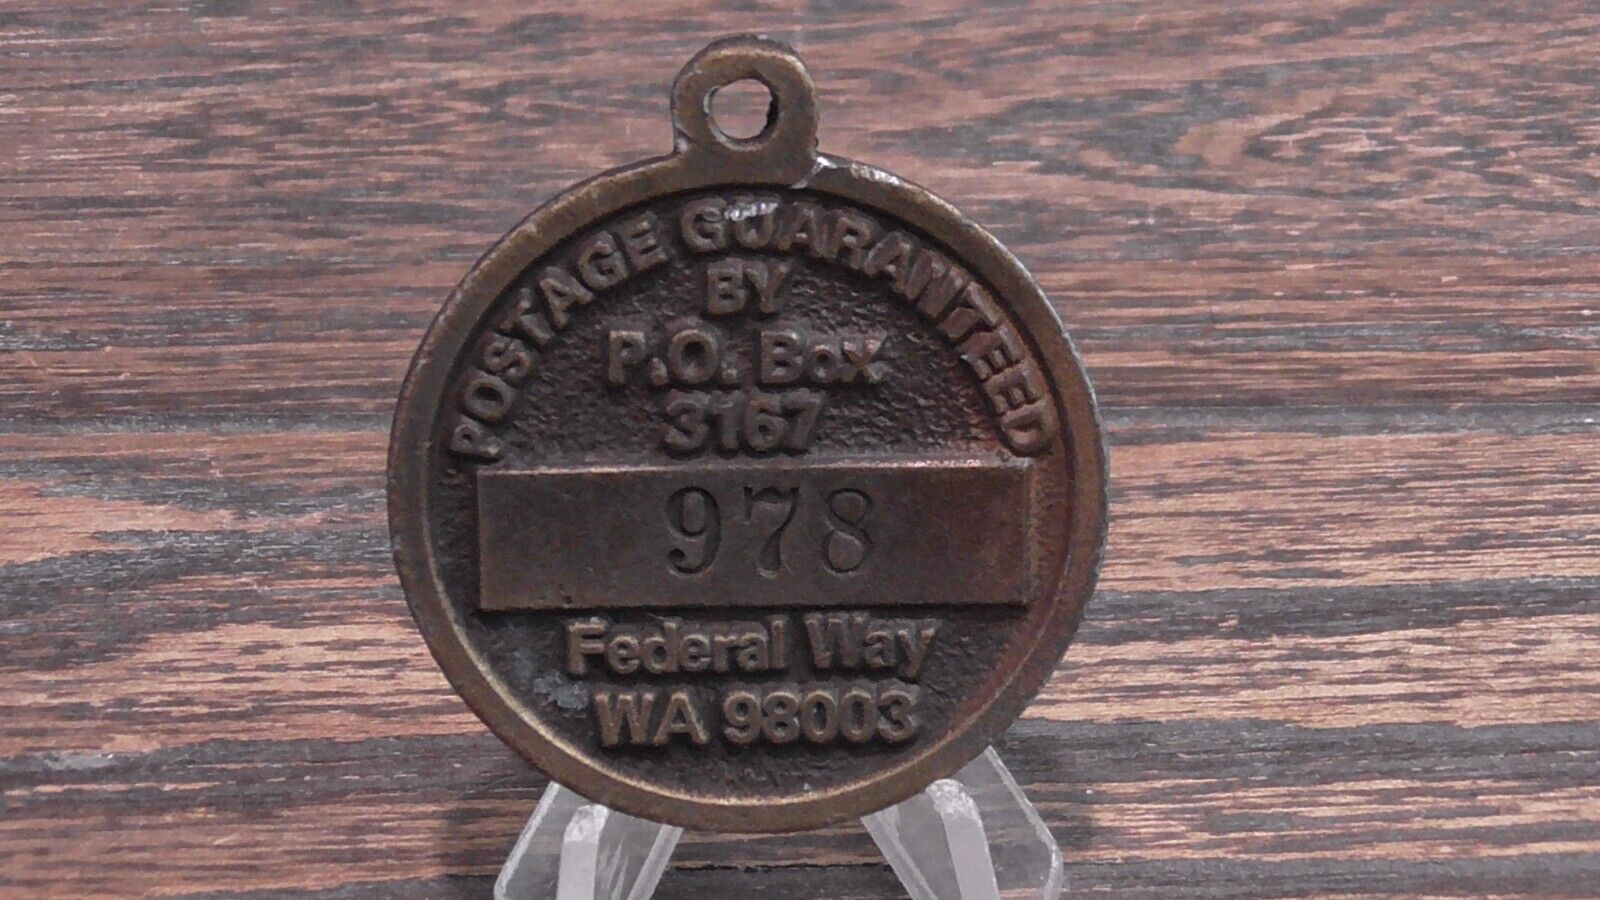 POSTAGE GUARANTEED
BY
P.O. Box
3167
978
Federal Way
WA 98003